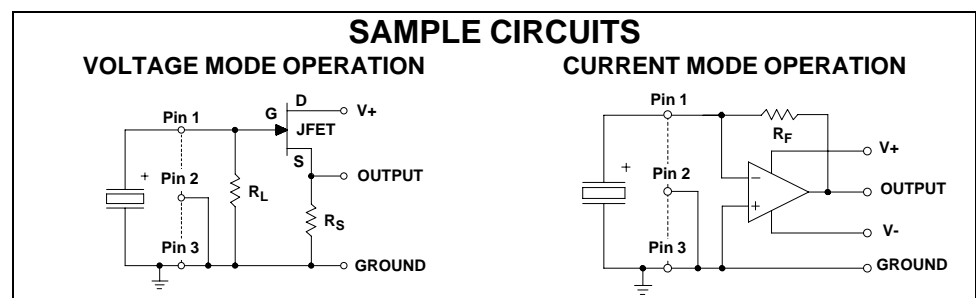 SAMPLE CIRCUITS
VOLTAGE MODE OPERATION
Pin 1
G
D
V+
JFET
S
+
Pin 2
RL
OUTPUT
RS
Pin 3
GROUND
CURRENT MODE OPERATION
Pin 1
RF
V+
+
Pin 2
−
+
OUTPUT
V-
Pin 3
GROUND